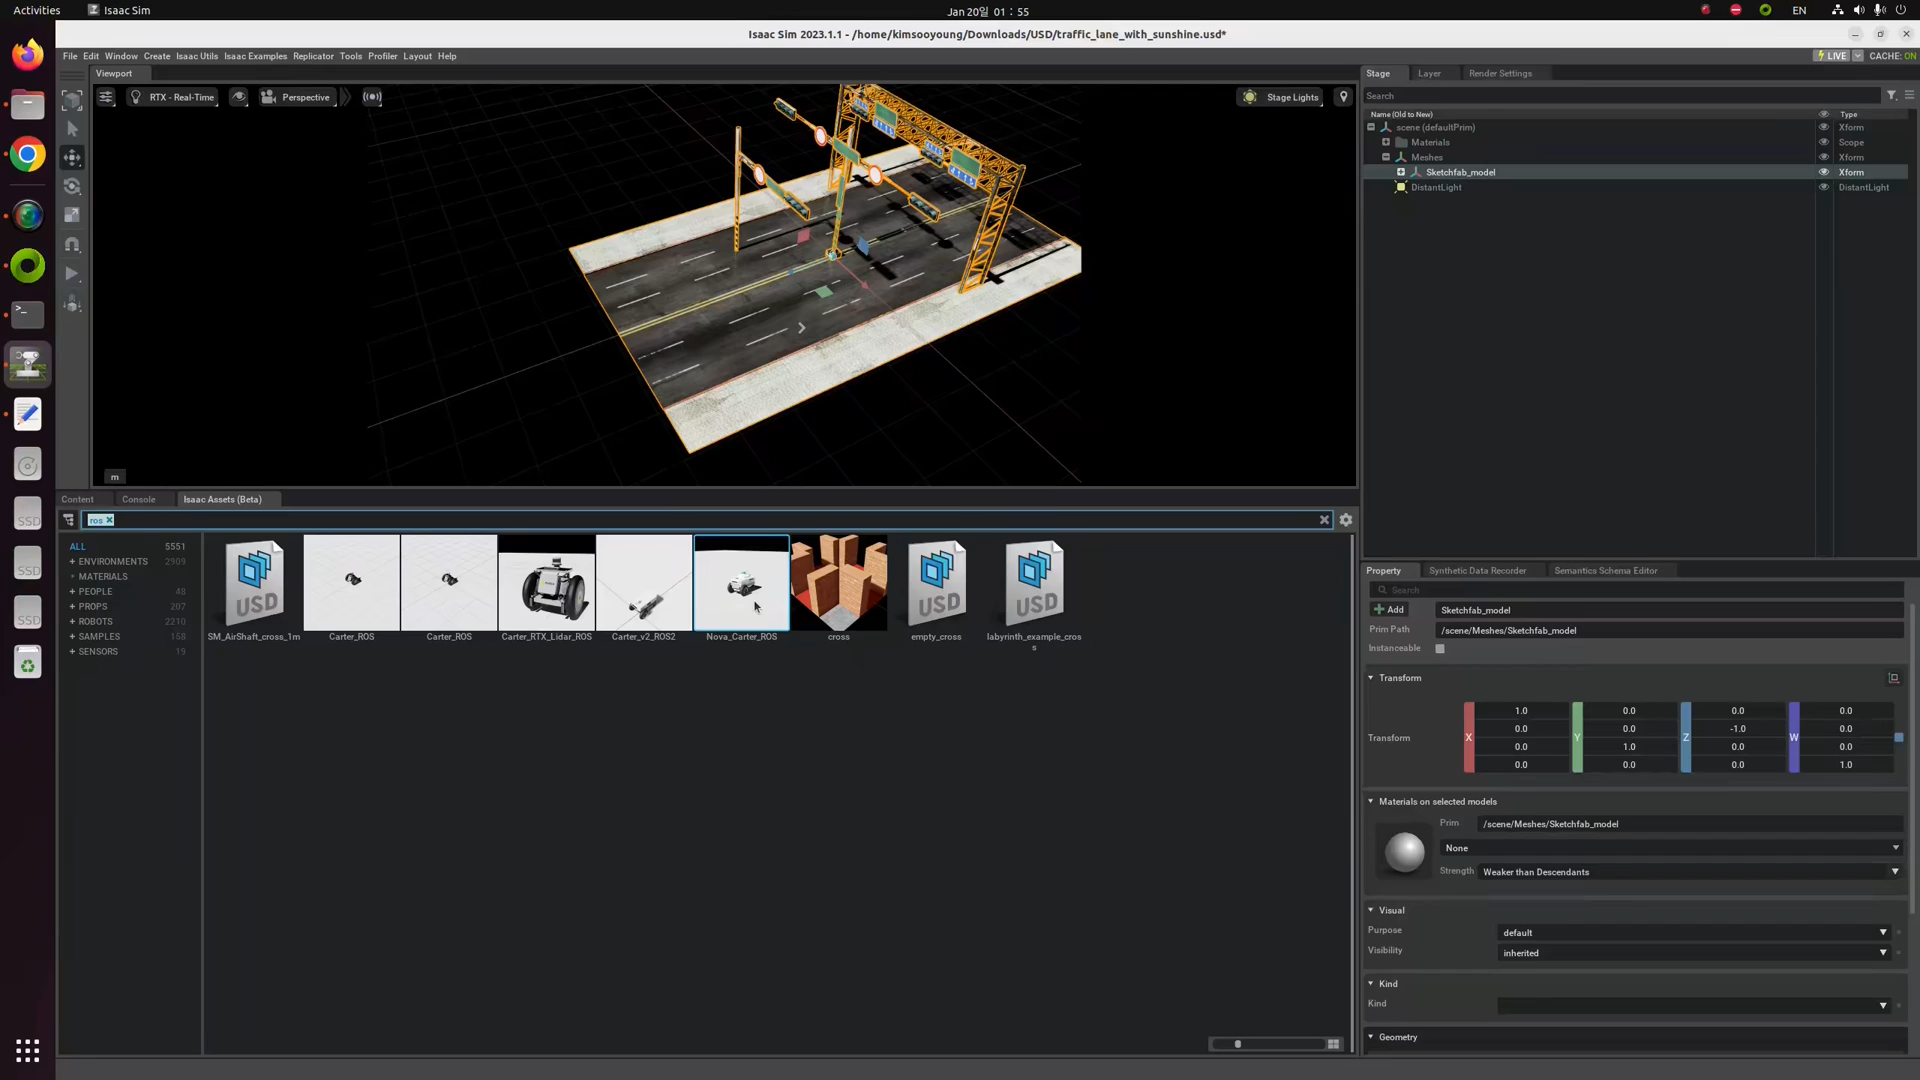 Activities
Isaac Sim
Jan 20일 01 : 55
EN
Isaac Sim 2023.1.1 - /home/kimsooyoung/Downloads/USD/traffic_lane_with_sunshine.usd*
File Edit Window Create Isaac Utils Isaac Examples Replicator Tools Profiler Layout Help
LIVE
CACHE: ON
Viewport
RTX - Real-Time
Perspective
Stage Lights
m
Stage
Layer
Render Settings
Search
Name (Old to New)
Type
scene (defaultPrim)
Xform
Materials
Scope
Meshes
Xform
Sketchfab_model
Xform
DistantLight
DistantLight
Content
Console
Isaac Assets (Beta)
ros
ALL 5551
+ ENVIRONMENTS 2909
MATERIALS
+ PEOPLE 48
+ PROPS 207
+ ROBOTS 2210
+ SAMPLES 158
+ SENSORS 19
USD
USD
USD
SM_AirShaft_cross_1m
Carter_ROS
Carter_ROS
Carter_RTX_Lidar_ROS
Carter_v2_ROS2
Nova_Carter_ROS
cross
empty_cross
labyrinth_example_cros
s
SSD
SSD
SSD
SSD
Property
Synthetic Data Recorder
Semantics Schema Editor
Search
Add
Sketchfab_model
Prim Path
/scene/Meshes/Sketchfab_model
Instanceable
Transform
1.0 0.0 0.0 0.0
0.0 0.0 -1.0 0.0
Transform X Y Z W
0.0 1.0 0.0 0.0
0.0 0.0 0.0 1.0
Materials on selected models
Prim
/scene/Meshes/Sketchfab_model
None
Strength
Weaker than Descendants
Visual
Purpose
default
Visibility
inherited
Kind
Kind
Geometry